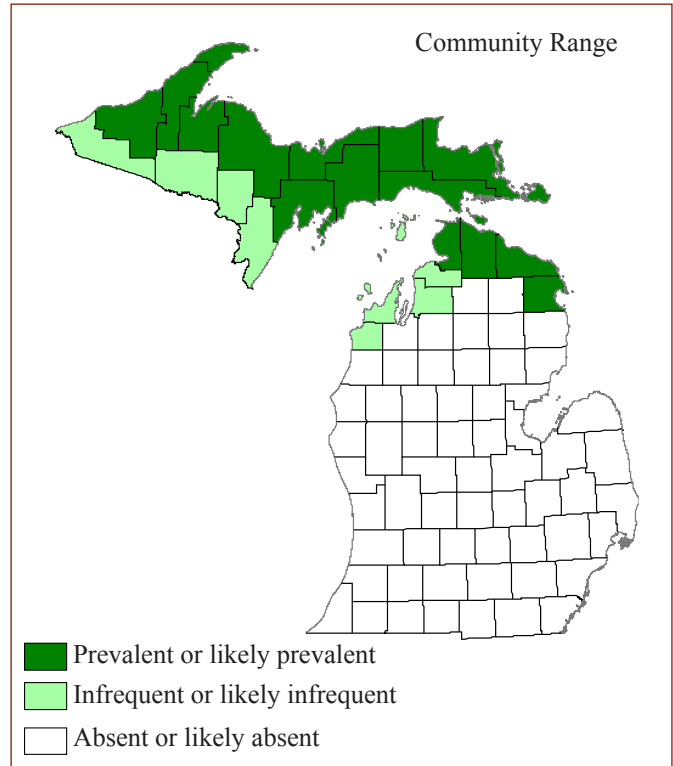 Community Range
Prevalent or likely prevalent
Infrequent or likely infrequent
Absent or likely absent